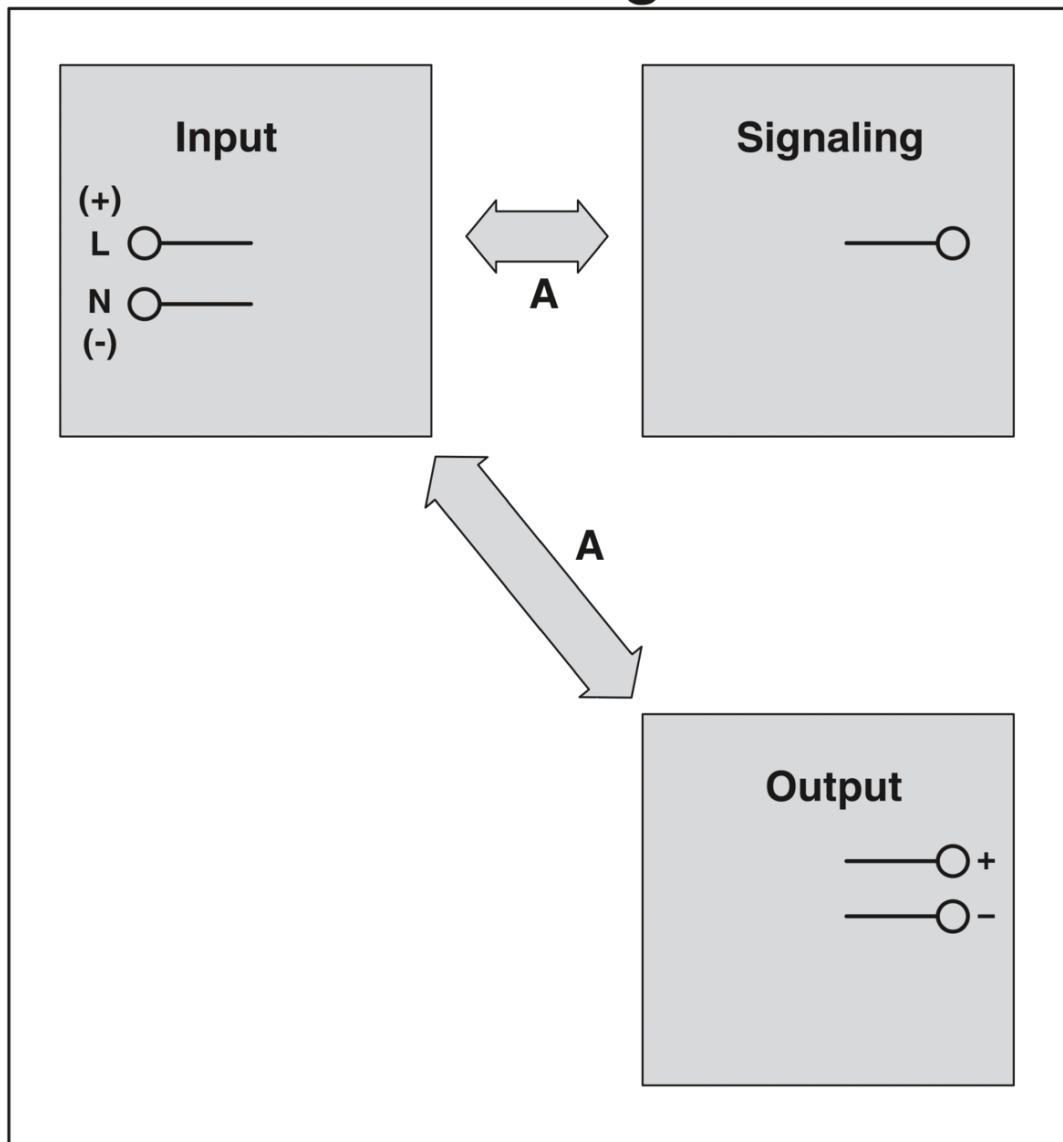 Input
(+)
L
N
(-)
A
Signaling
A
Output
+
–